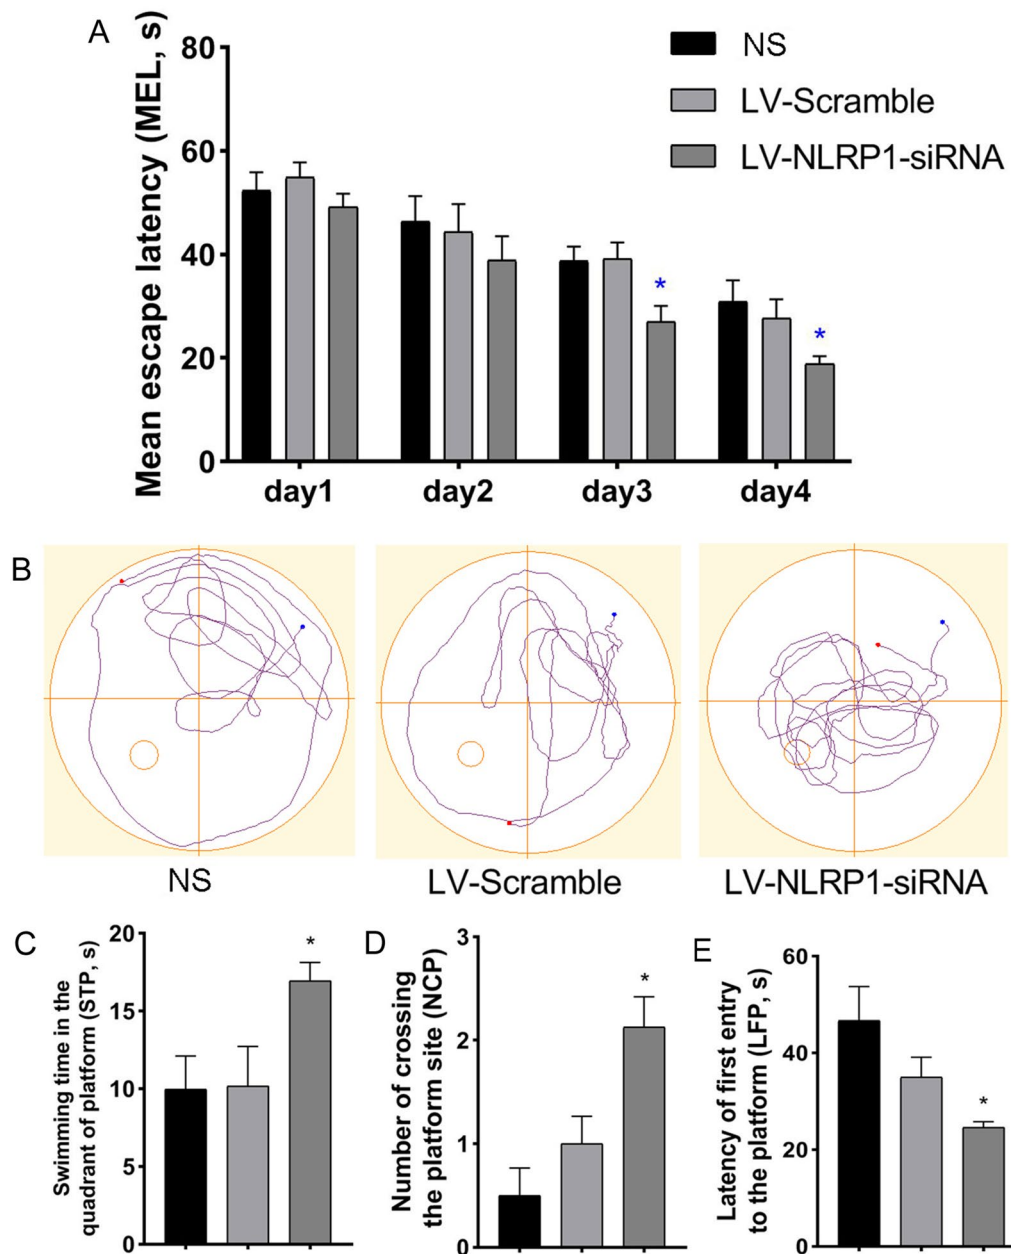 A
Mean escape latency (MEL, s)
80
60
40
20
0
NS
LV-Scramble
LV-NLRP1-siRNA
*
*
day1 day2 day3 day4
B
NS LV-Scramble LV-NLRP1-siRNA
C
Swimming time in the
quadrant of platform (STP, s)
20
15
10
5
0
*
D
Number of crossing
the platform site (NCP)
3
2
1
0
*
E
Latency of first entry
to the platform (LFP, s)
60
40
20
0
*